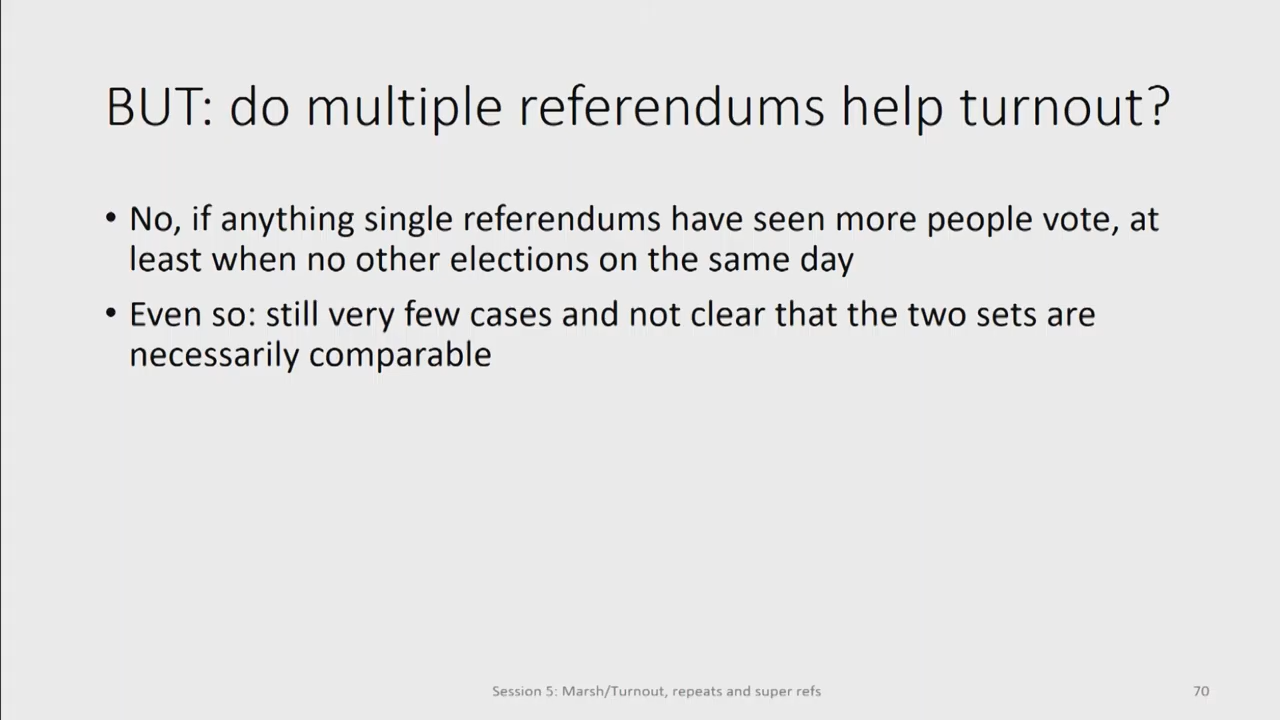 BUT: do multiple referendums help turnout?
• No, if anything single referendums have seen more people vote, at
least when no other elections on the same day
• Even so: still very few cases and not clear that the two sets are
necessarily comparable
Session 5: Marsh/Turnout, repeats and super refs
70